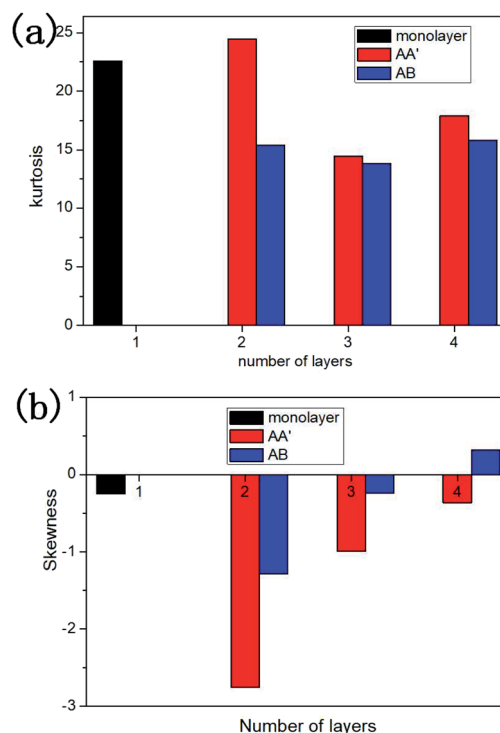 (a)
25
20
15
10
5
0
kurtosis
monolayer
AA'
AB
1 2 3 4
number of layers
(b)
1
0
-1
-2
-3
Skewness
monolayer
AA'
AB
1 2 3 4
Number of layers